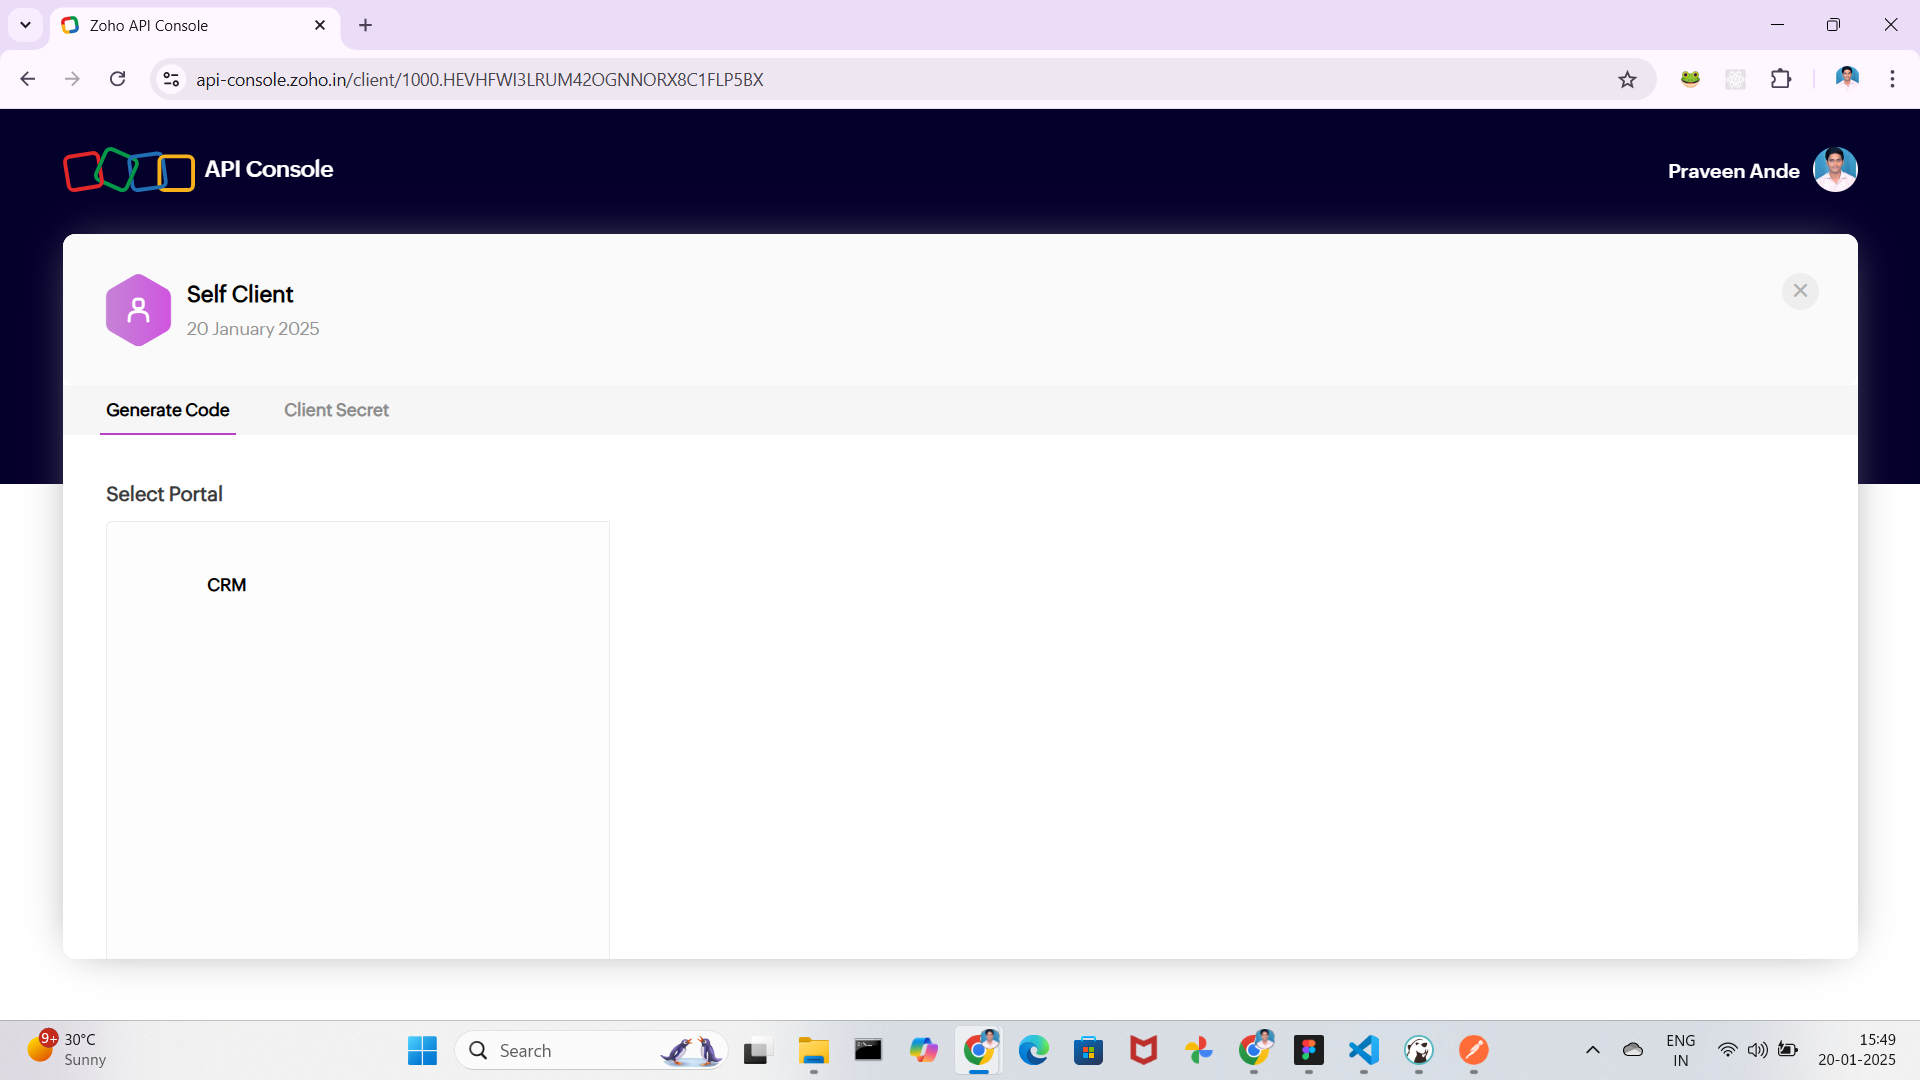 Zoho API Console
api-console.zoho.in/client/1000.HEVHFWI3LRUM42OGNNORX8C1FLP5BX
API Console
Praveen Ande
Self Client
20 January 2025
Generate Code
Client Secret
Select Portal
CRM
9+
30°C
Sunny
Search
ENG
IN
15:49
20-01-2025